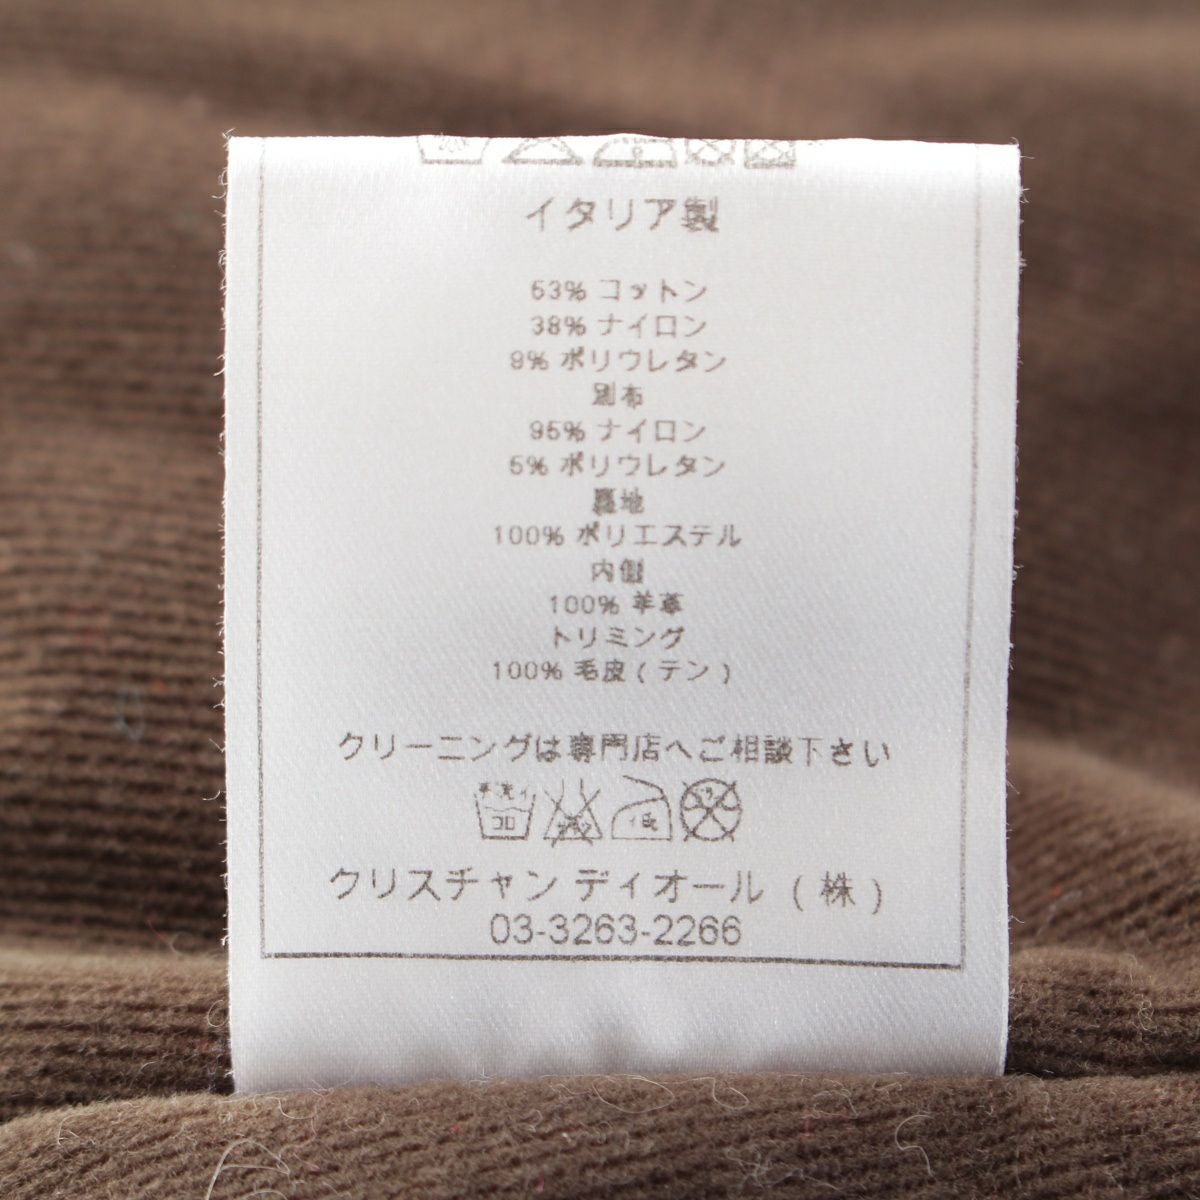 イタリア製
53% コットン
38% ナイロン
9% ポリウレタン
別布
95% ナイロン
5% ポリウレタン
裏地
100% ポリエステル
内側
100% 羊革
トリミング
100% 毛皮 ( テン )
クリーニングは専門店へご相談下さい
クリスチャン ディオール ( 株 )
03-3263-2266